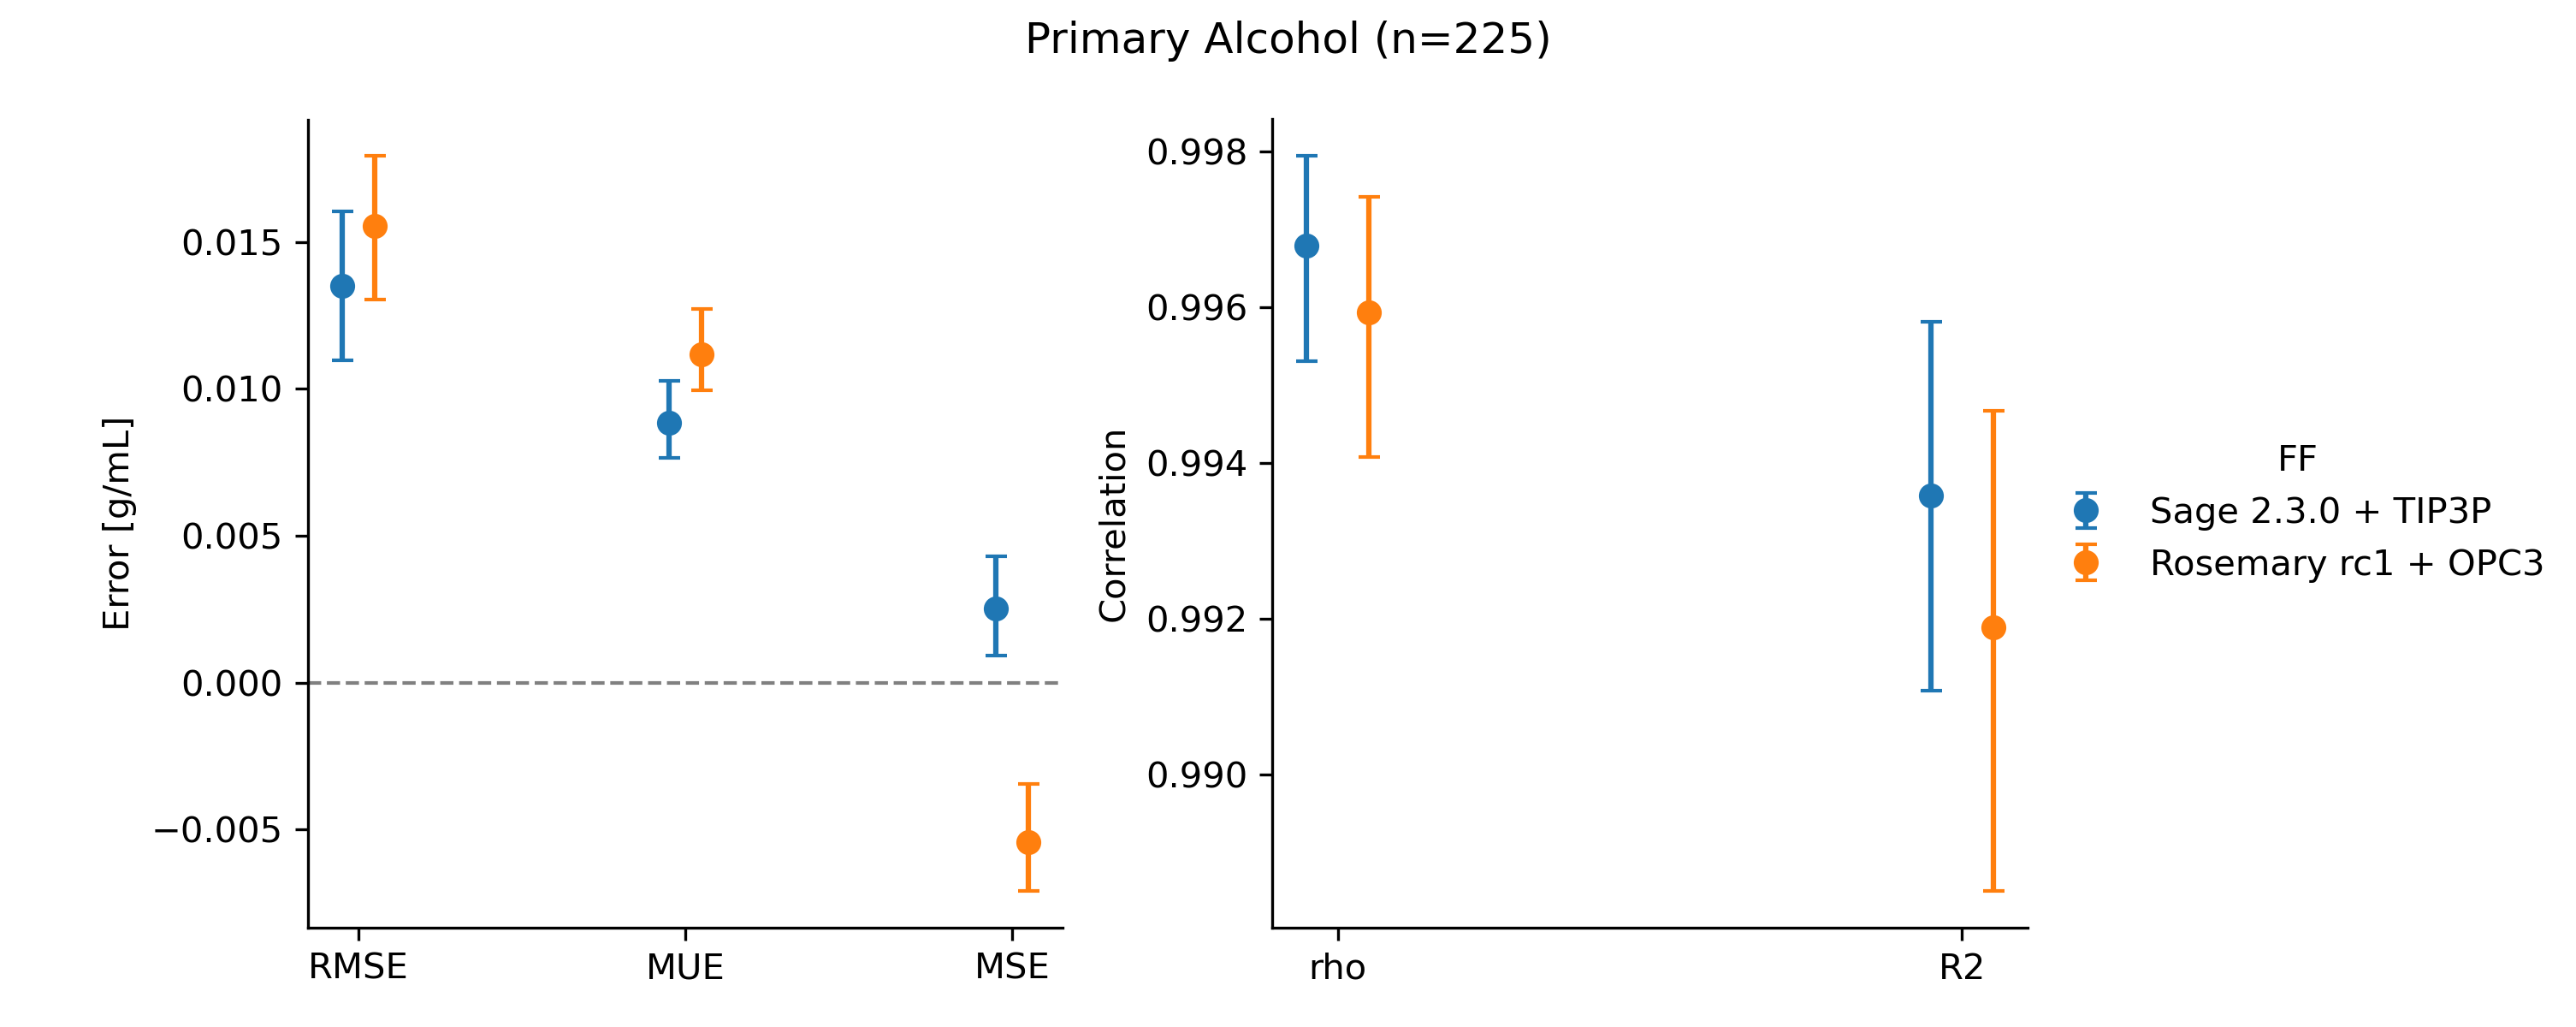 Primary Alcohol (n=225)
Error [g/mL]
0.015
0.010
0.005
0.000
−0.005
RMSE
MUE
MSE
Correlation
0.998
0.996
0.994
0.992
0.990
rho
R2
FF
Sage 2.3.0 + TIP3P
Rosemary rc1 + OPC3